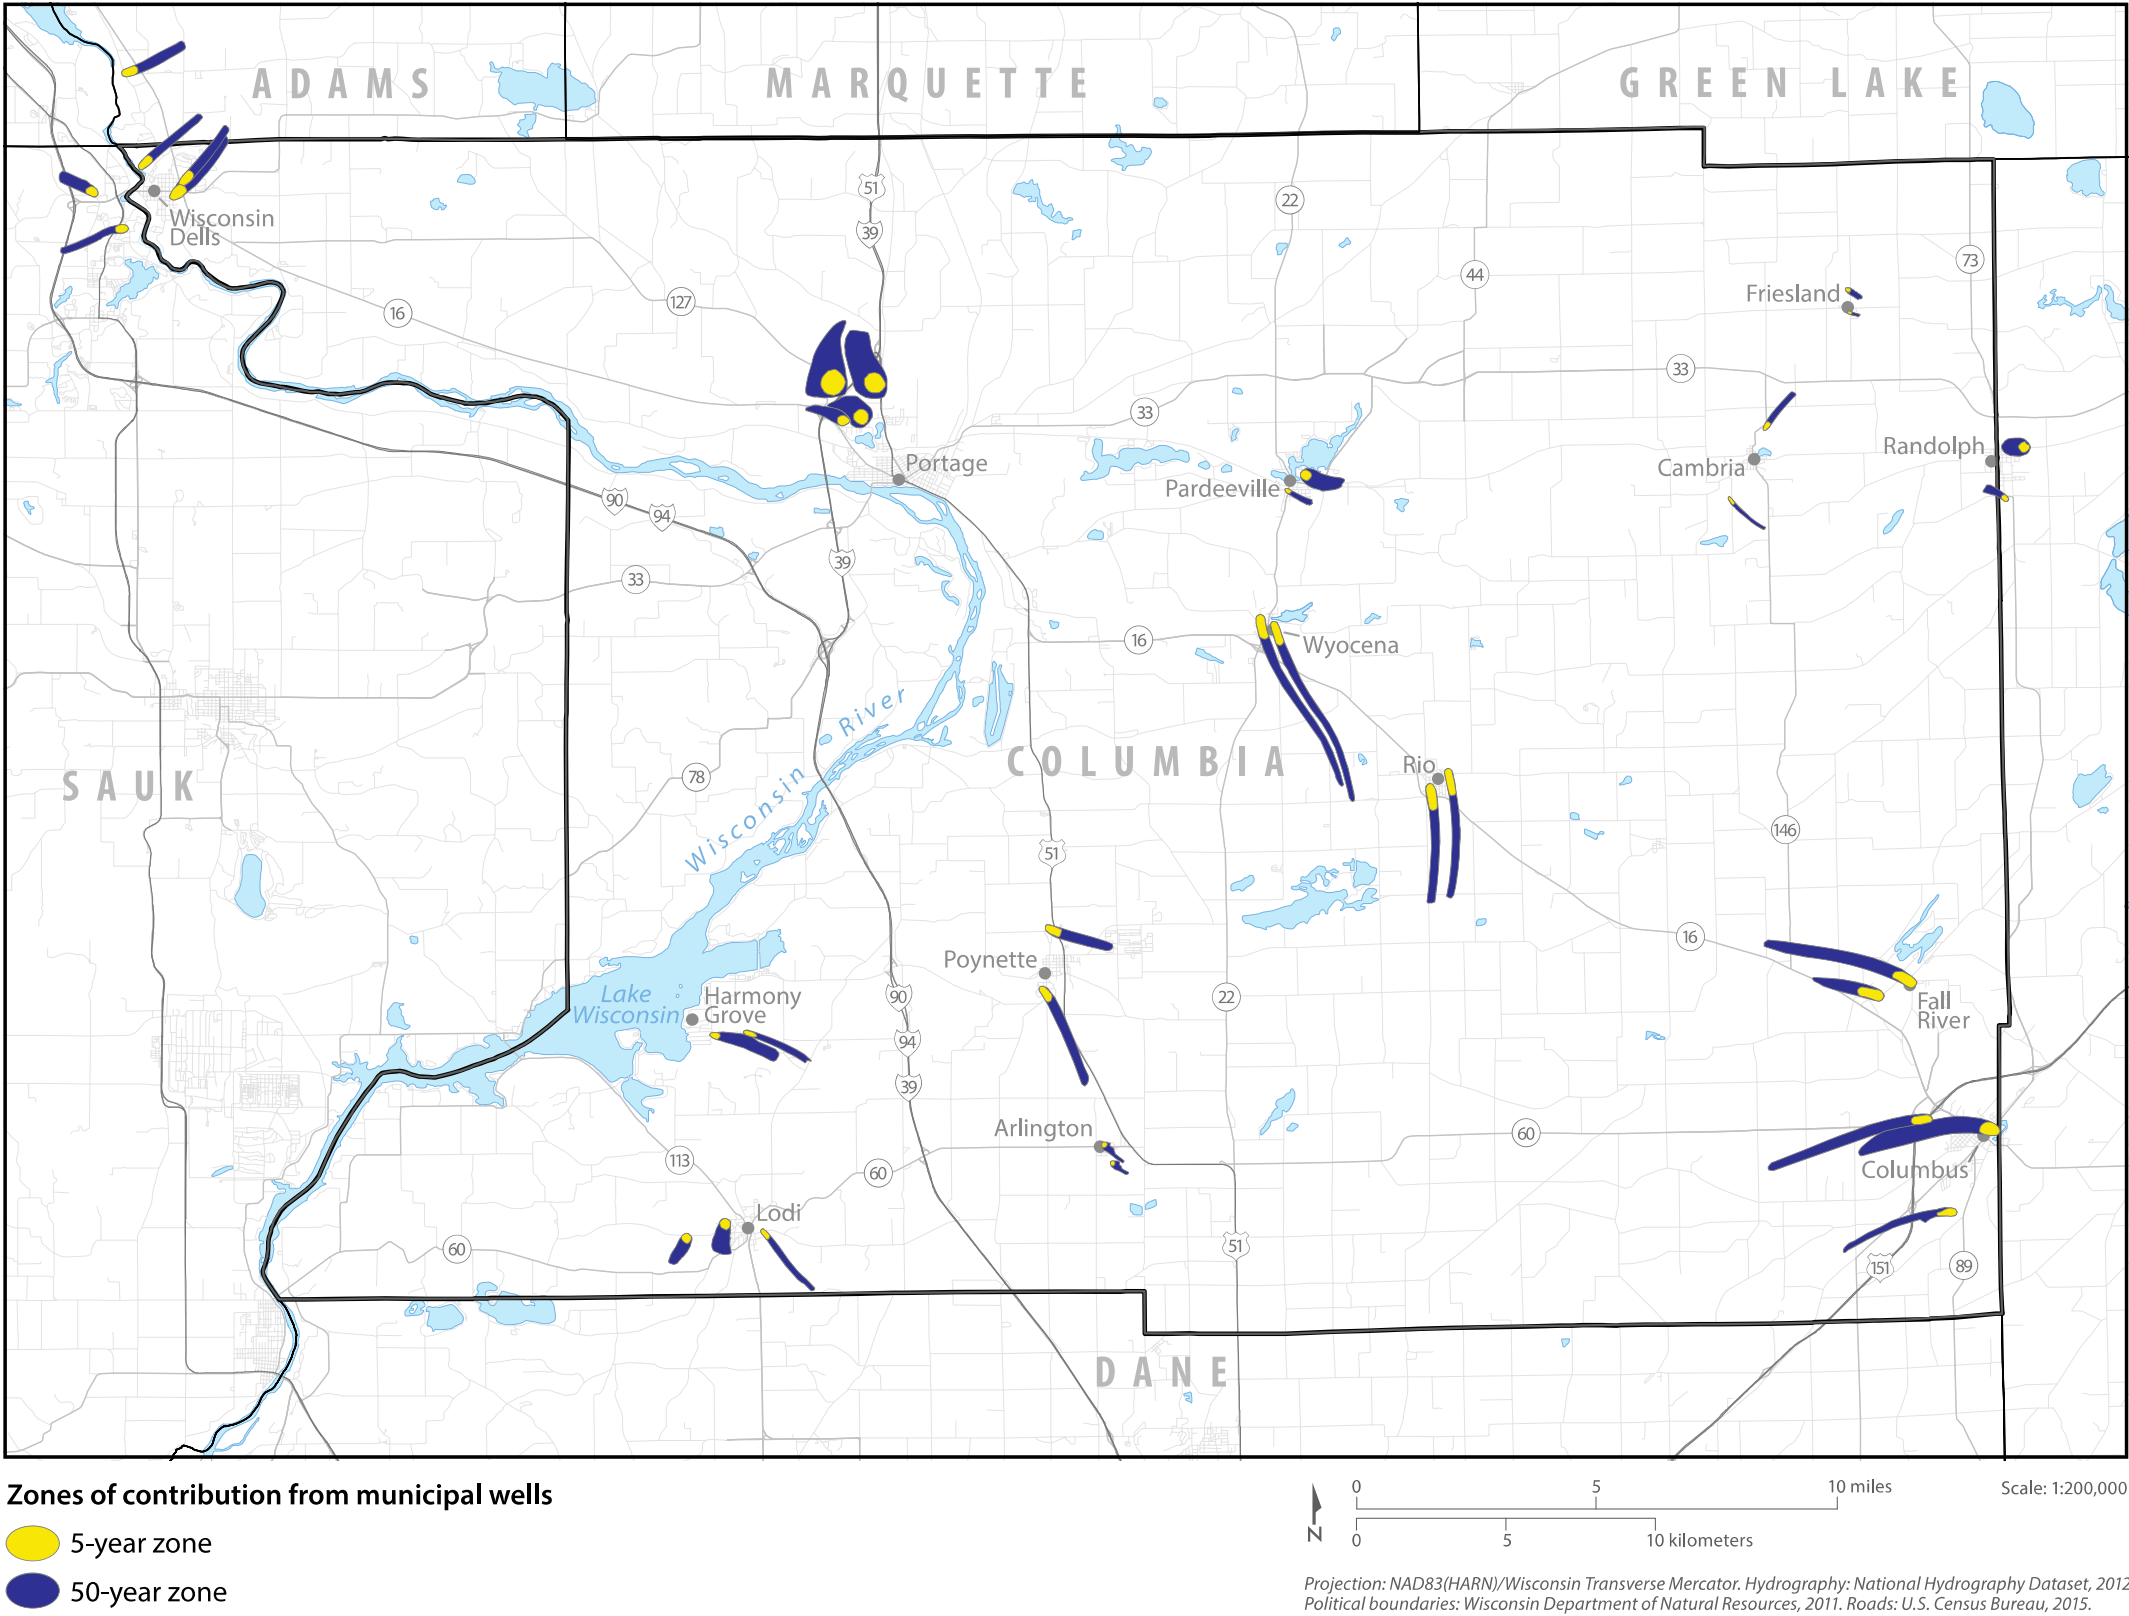 ADAMS
MARQUETTE
GREEN LAKE
51
22
Wisconsin
Dells
39
73
44
Friesland
127
16
33
33
Randolph
Portage
Cambria
Pardeeville
90
94
39
33
16
Wyocena
River
COLUMBIA
Rio
SAUK
78
Wisconsin
146
51
16
Poynette
Lake
Wisconsin
Harmony
Grove
90
22
Fall
River
94
39
Arlington
60
113
60
Columbus
Lodi
60
51
151
89
DANE
Zones of contribution from municipal wells
5-year zone
50-year zone
N
0 5 10 miles
0 5 10 kilometers
Scale: 1:200,000
Projection: NAD83(HARN)/Wisconsin Transverse Mercator. Hydrography: National Hydrography Dataset, 2012
Political boundaries: Wisconsin Department of Natural Resources, 2011. Roads: U.S. Census Bureau, 2015.